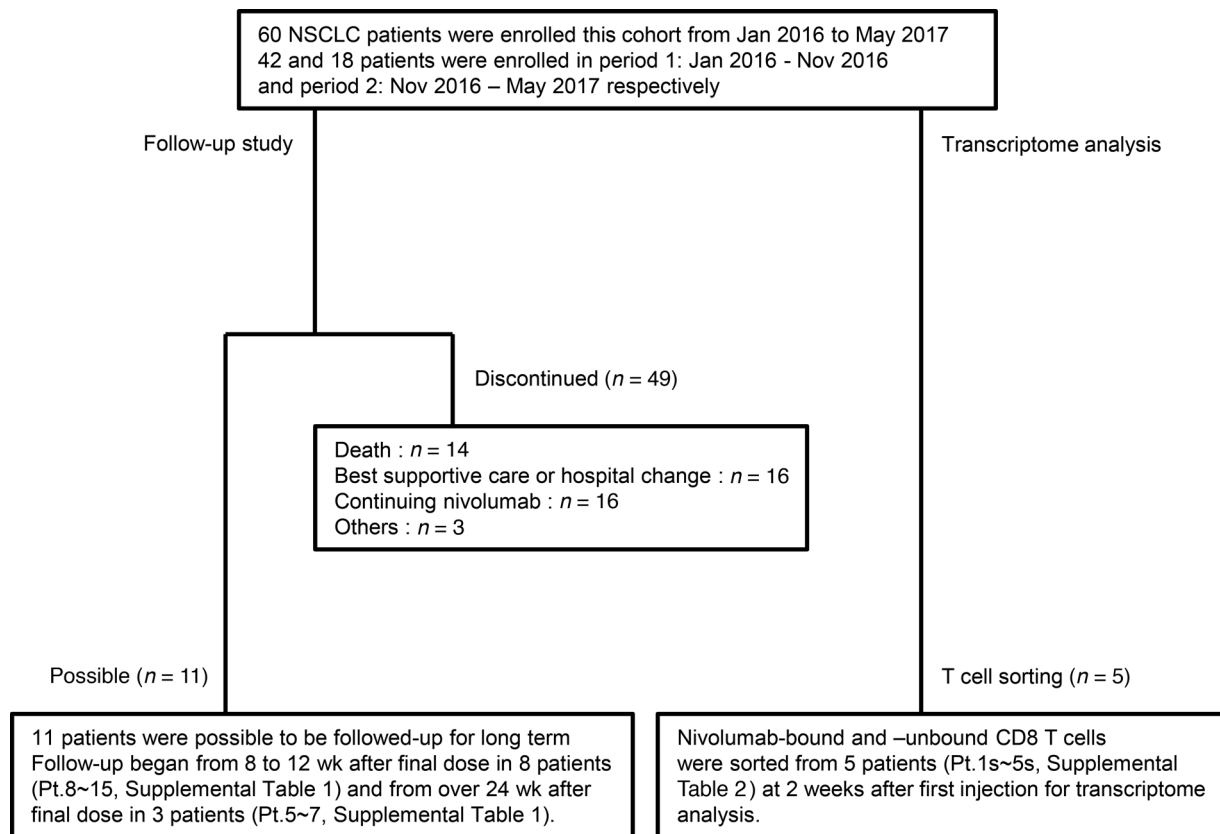 60 NSCLC patients were enrolled this cohort from Jan 2016 to May 2017
42 and 18 patients were enrolled in period 1: Jan 2016 - Nov 2016
and period 2: Nov 2016 – May 2017 respectively
Follow-up study
Transcriptome analysis
Discontinued (n = 49)
Death : n = 14
Best supportive care or hospital change : n = 16
Continuing nivolumab : n = 16
Others : n = 3
Possible (n = 11)
T cell sorting (n = 5)
11 patients were possible to be followed-up for long term
Follow-up began from 8 to 12 wk after final dose in 8 patients
(Pt.8~15, Supplemental Table 1) and from over 24 wk after
final dose in 3 patients (Pt.5~7, Supplemental Table 1).
Nivolumab-bound and –unbound CD8 T cells
were sorted from 5 patients (Pt.1s~5s, Supplemental
Table 2) at 2 weeks after first injection for transcriptome
analysis.